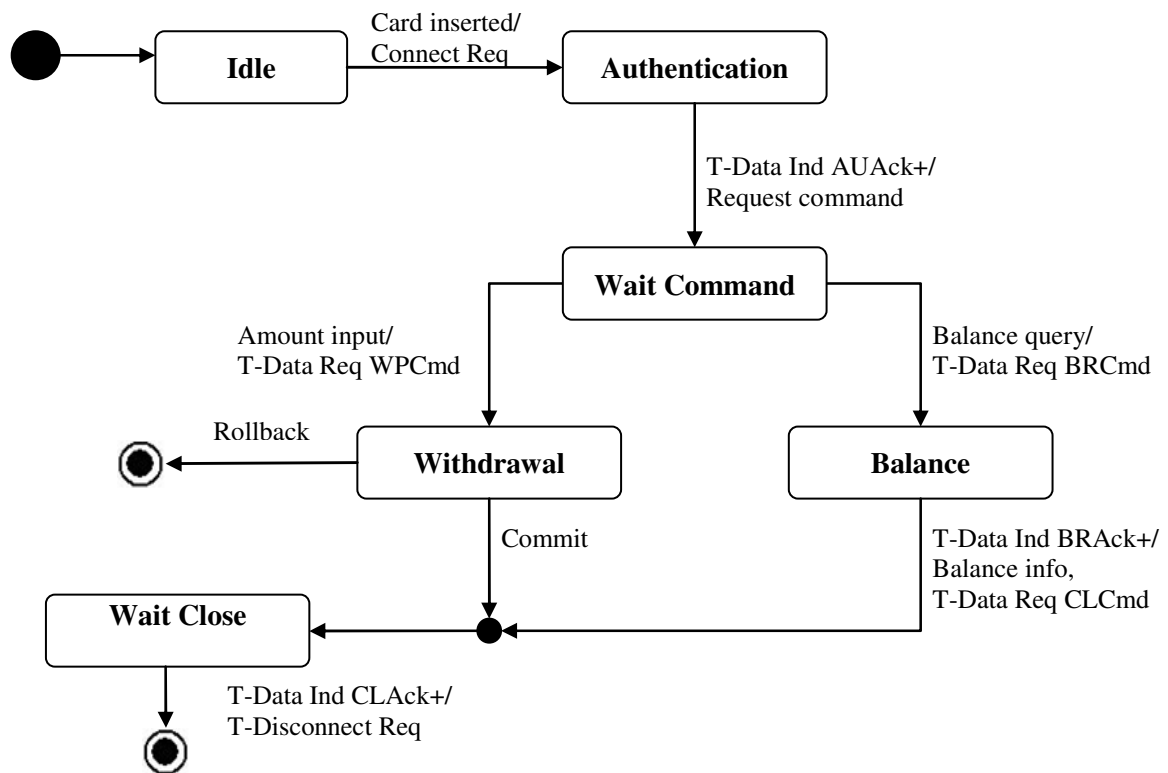 Card inserted/
Connect Req
Idle
Authentication
T-Data Ind AUAck+/
Request command
Wait Command
Amount input/
T-Data Req WPCmd
Balance query/
T-Data Req BRCmd
Rollback
Withdrawal
Balance
Commit
T-Data Ind BRAck+/
Balance info,
T-Data Req CLCmd
Wait Close
T-Data Ind CLAck+/
T-Disconnect Req